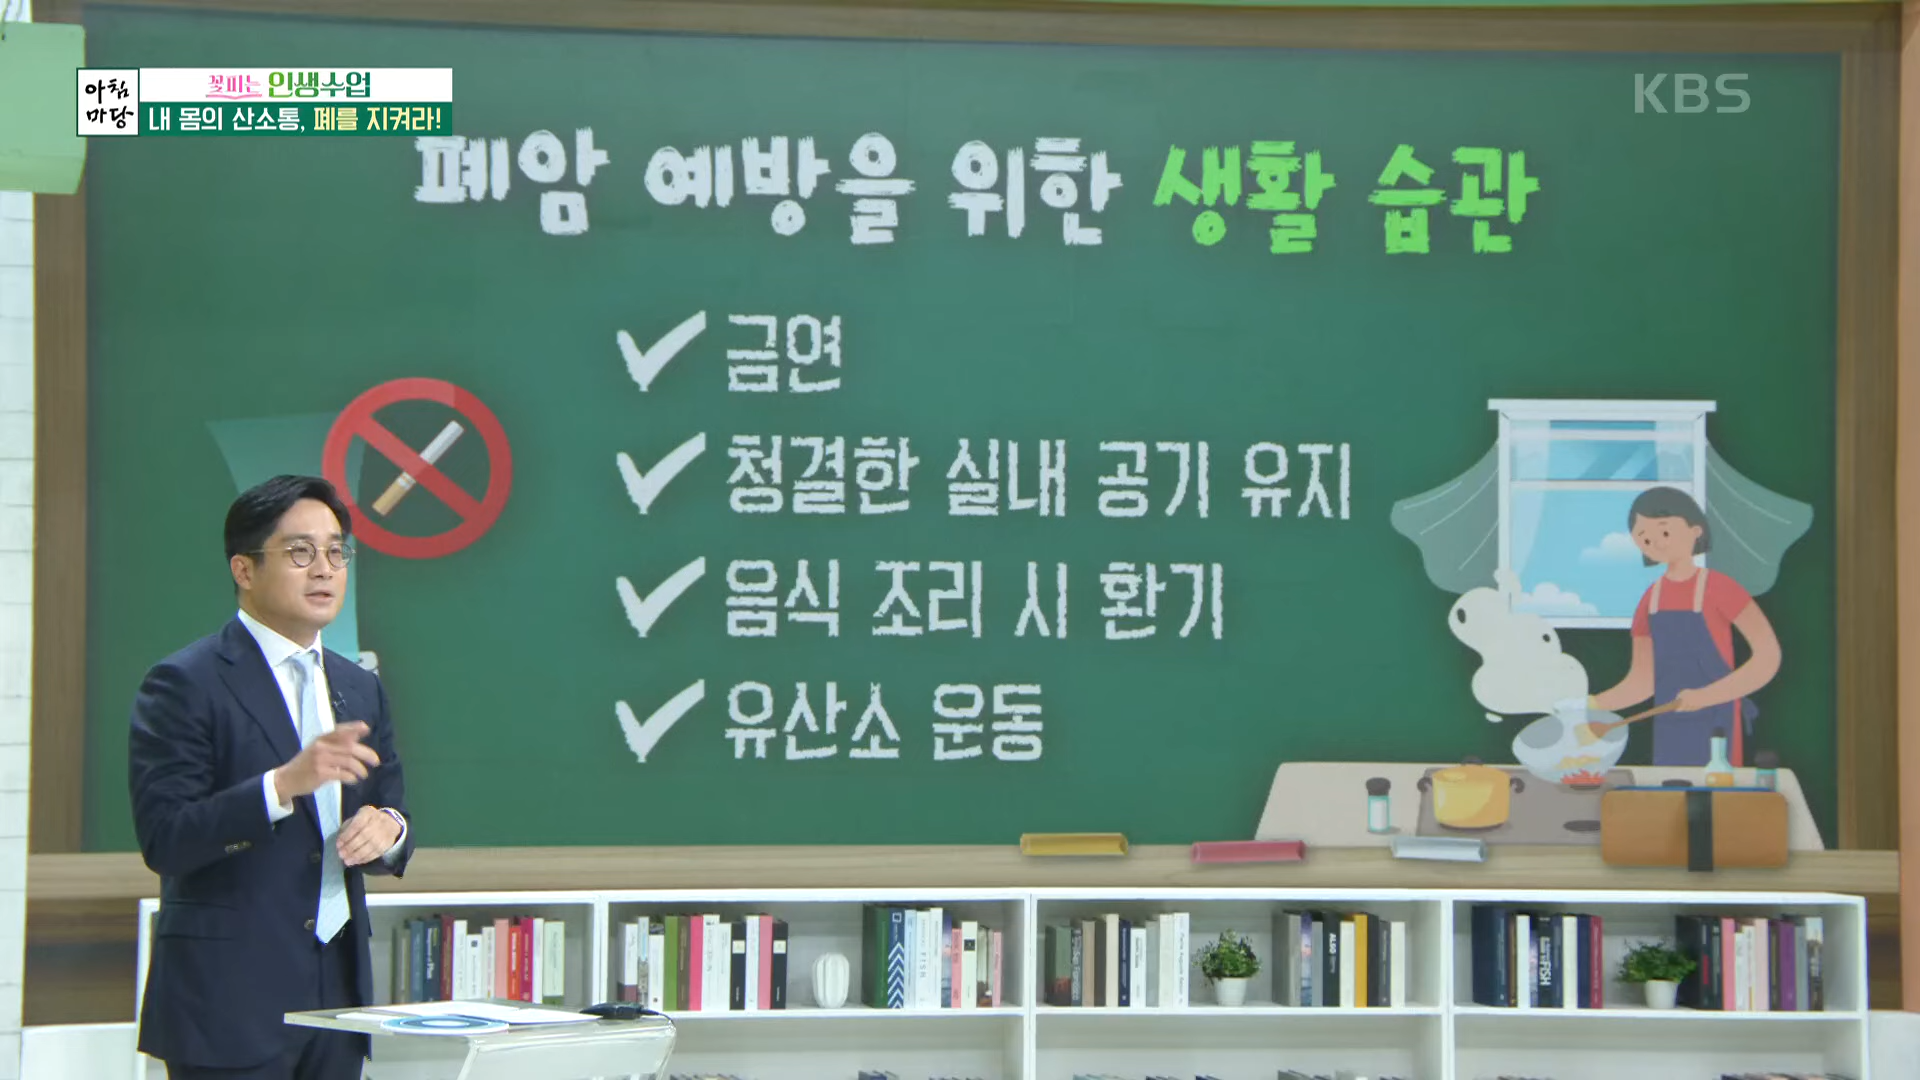 아침
마당
꽃피는 인생수업
내 몸의 산소통, 폐를 지켜라!
KBS
폐암 예방을 위한 생활 습관
금연
청결한 실내 공기 유지
음식 조리 시 환기
유산소 운동
FISH